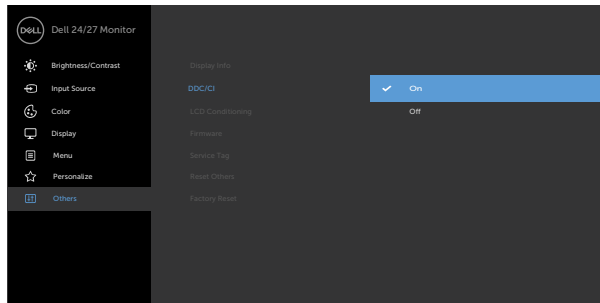 DELL Dell 24/27 Monitor
Brightness/Contrast
Input Source
Color
Display
Menu
Personalize
Others
Display Info
DDC/CI
LCD Conditioning
Firmware
Service Tag
Reset Others
Factory Reset
On
Off